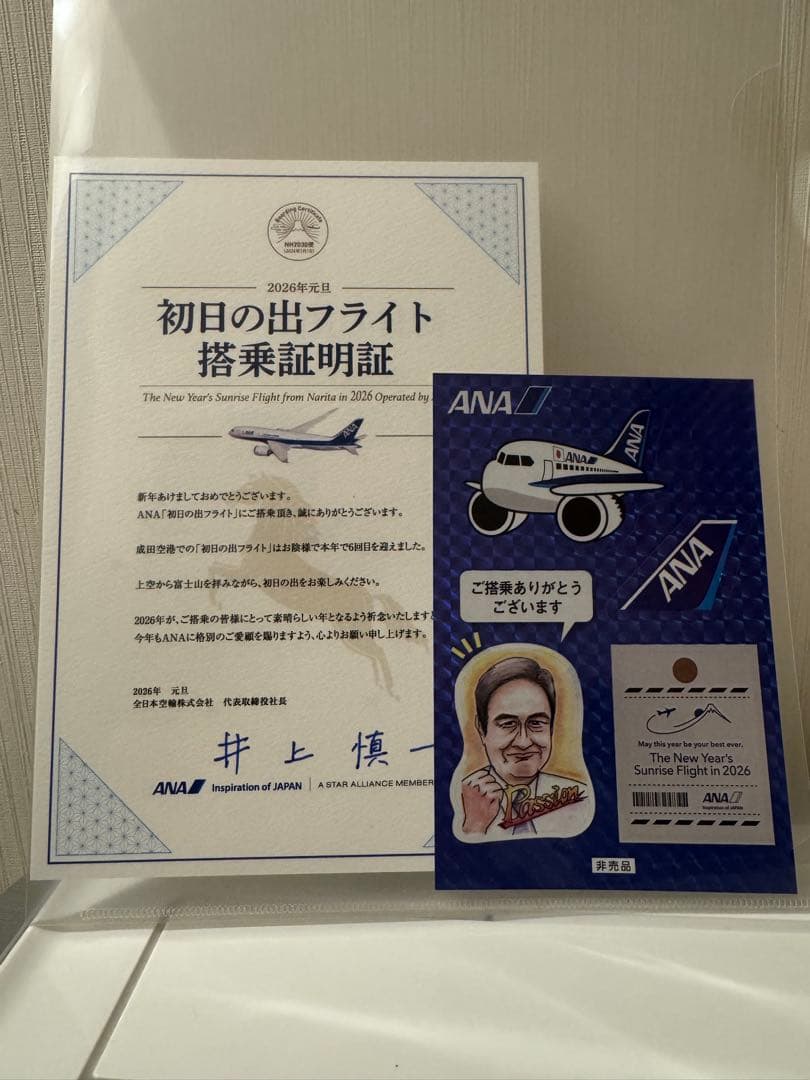 Boarding Certificate
NH2030便
2026年元旦
初日の出フライト
搭乗証明証
The New Year's Sunrise Flight from Narita in 2026 Operated by
ANA
新年あけましておめでとうございます。
ANA「初日の出フライト」にご搭乗頂き、誠にありがとうございます。
成田空港での「初日の出フライト」はお陰様で本年で6回目を迎えました。
上空から富士山を拝みながら、初日の出をお楽しみください。
2026年が、ご搭乗の皆様にとって素晴らしい年となるよう祈念いたします
今年もANAに格別のご愛顧を賜りますよう、心よりお願い申し上げます。
2026年 元旦
全日本空輸株式会社 代表取締役社長
井上慎一
ANA Inspiration of JAPAN A STAR ALLIANCE MEMBER
ANA
ANA
ANA
ANA
ご搭乗ありがとう
ございます
Passion
May this year be your best ever.
The New Year's
Sunrise Flight in 2026
ANA
Inspiration of JAPAN
非売品